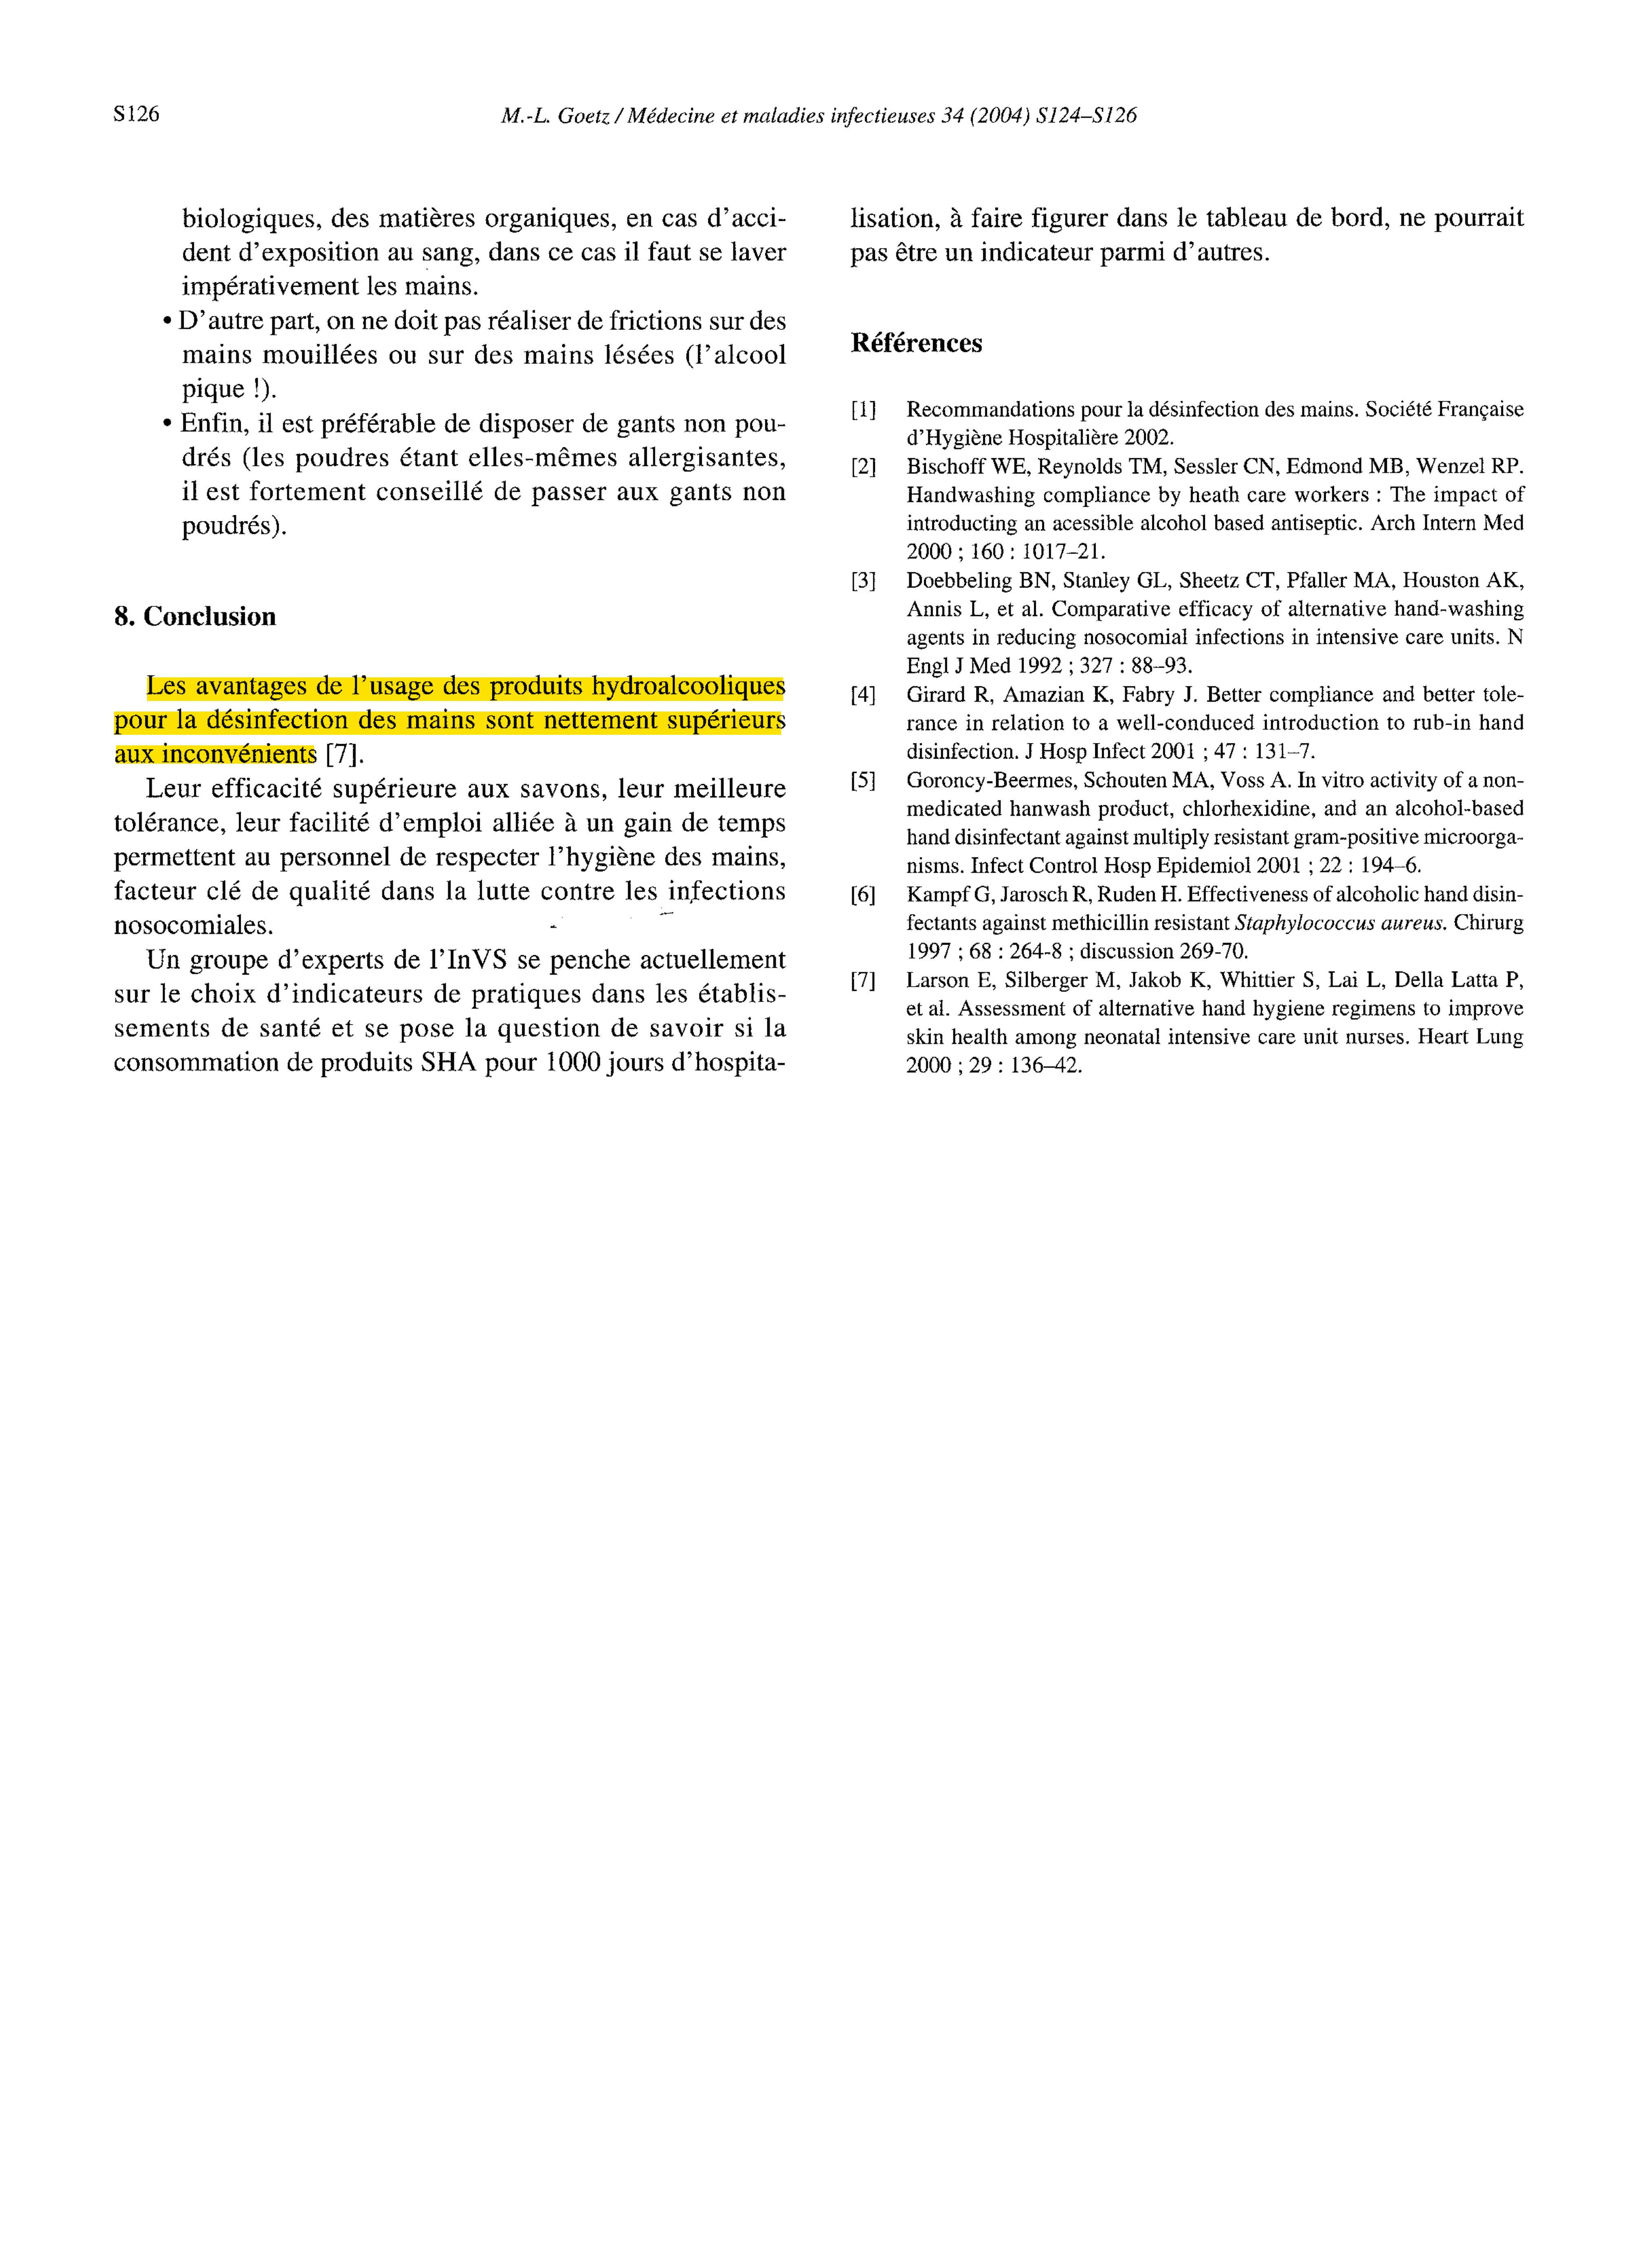 S126
M.-L. Goetz / Médecine et maladies infectieuses 34 (2004) S124–S126
biologiques, des matières organiques, en cas d'acci-
dent d'exposition au sang, dans ce cas il faut se laver
impérativement les mains.
• D'autre part, on ne doit pas réaliser de frictions sur des
mains mouillées ou sur des mains lésées (l'alcool
pique !).
• Enfin, il est préférable de disposer de gants non pou-
drés (les poudres étant elles-mêmes allergisantes,
il est fortement conseillé de passer aux gants non
poudrés).
8. Conclusion
Les avantages de l'usage des produits hydroalcooliques
pour la désinfection des mains sont nettement supérieurs
aux inconvénients [7].
Leur efficacité supérieure aux savons, leur meilleure
tolérance, leur facilité d'emploi alliée à un gain de temps
permettent au personnel de respecter l'hygiène des mains,
facteur clé de qualité dans la lutte contre les infections
nosocomiales.
Un groupe d'experts de l'InVS se penche actuellement
sur le choix d'indicateurs de pratiques dans les établis-
sements de santé et se pose la question de savoir si la
consommation de produits SHA pour 1000 jours d'hospita-
lisation, à faire figurer dans le tableau de bord, ne pourrait
pas être un indicateur parmi d'autres.
Références
[1] Recommandations pour la désinfection des mains. Société Française
d'Hygiène Hospitalière 2002.
[2] Bischoff WE, Reynolds TM, Sessler CN, Edmond MB, Wenzel RP.
Handwashing compliance by heath care workers : The impact of
introducting an acessible alcohol based antiseptic. Arch Intern Med
2000 ; 160 : 1017–21.
[3] Doebbeling BN, Stanley GL, Sheetz CT, Pfaller MA, Houston AK,
Annis L, et al. Comparative efficacy of alternative hand-washing
agents in reducing nosocomial infections in intensive care units. N
Engl J Med 1992 ; 327 : 88–93.
[4] Girard R, Amazian K, Fabry J. Better compliance and better tole-
rance in relation to a well-conduced introduction to rub-in hand
disinfection. J Hosp Infect 2001 ; 47 : 131–7.
[5] Goroncy-Beermes, Schouten MA, Voss A. In vitro activity of a non-
medicated hanwash product, chlorhexidine, and an alcohol-based
hand disinfectant against multiply resistant gram-positive microorga-
nisms. Infect Control Hosp Epidemiol 2001 ; 22 : 194–6.
[6] Kampf G, Jarosch R, Ruden H. Effectiveness of alcoholic hand disin-
fectants against methicillin resistant Staphylococcus aureus. Chirurg
1997 ; 68 : 264-8 ; discussion 269-70.
[7] Larson E, Silberger M, Jakob K, Whittier S, Lai L, Della Latta P,
et al. Assessment of alternative hand hygiene regimens to improve
skin health among neonatal intensive care unit nurses. Heart Lung
2000 ; 29 : 136–42.